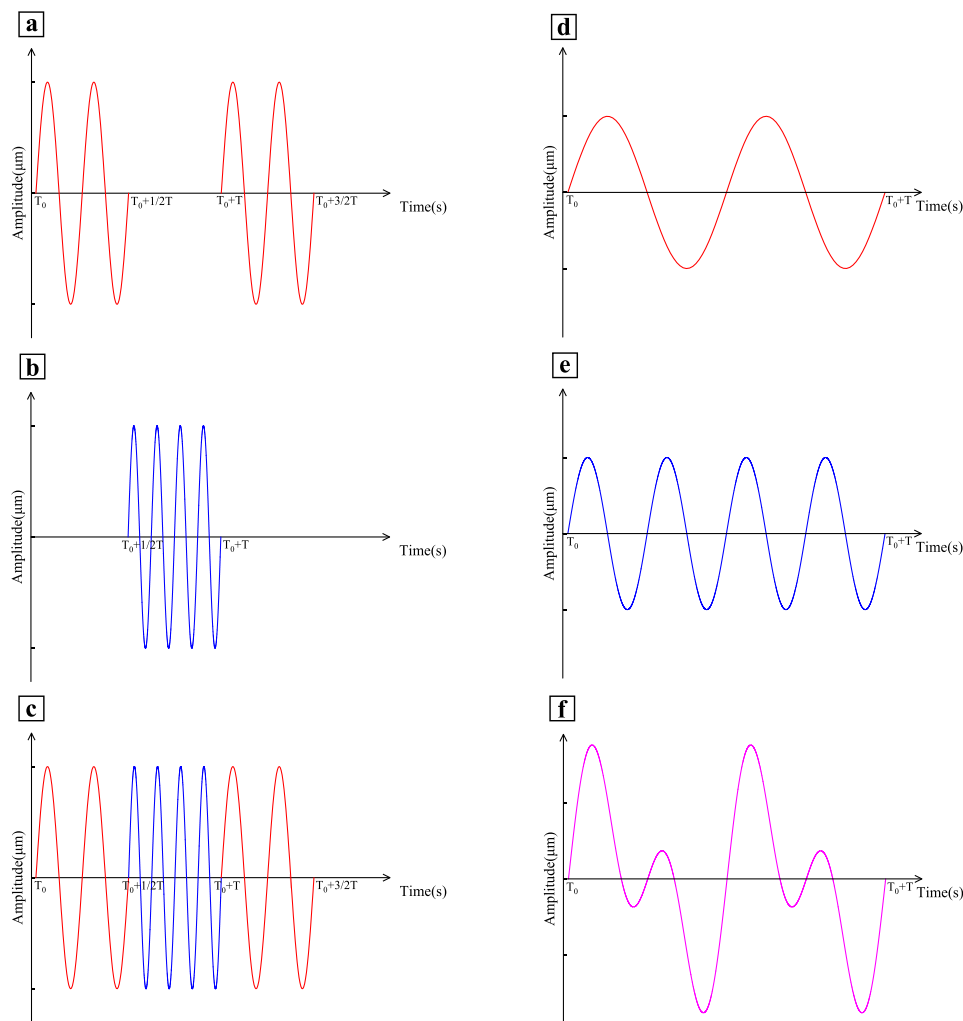 a
Amplitude(μm)
T₀
T₀+1/2T
T₀+T
T₀+3/2T
Time(s)
b
Amplitude(μm)
T₀+1/2T
T₀+T
Time(s)
c
Amplitude(μm)
T₀
T₀+1/2T
T₀+T
T₀+3/2T
Time(s)
d
Amplitude(μm)
T₀
T₀+T
Time(s)
e
Amplitude(μm)
T₀
T₀+T
Time(s)
f
Amplitude(μm)
T₀
T₀+T
Time(s)